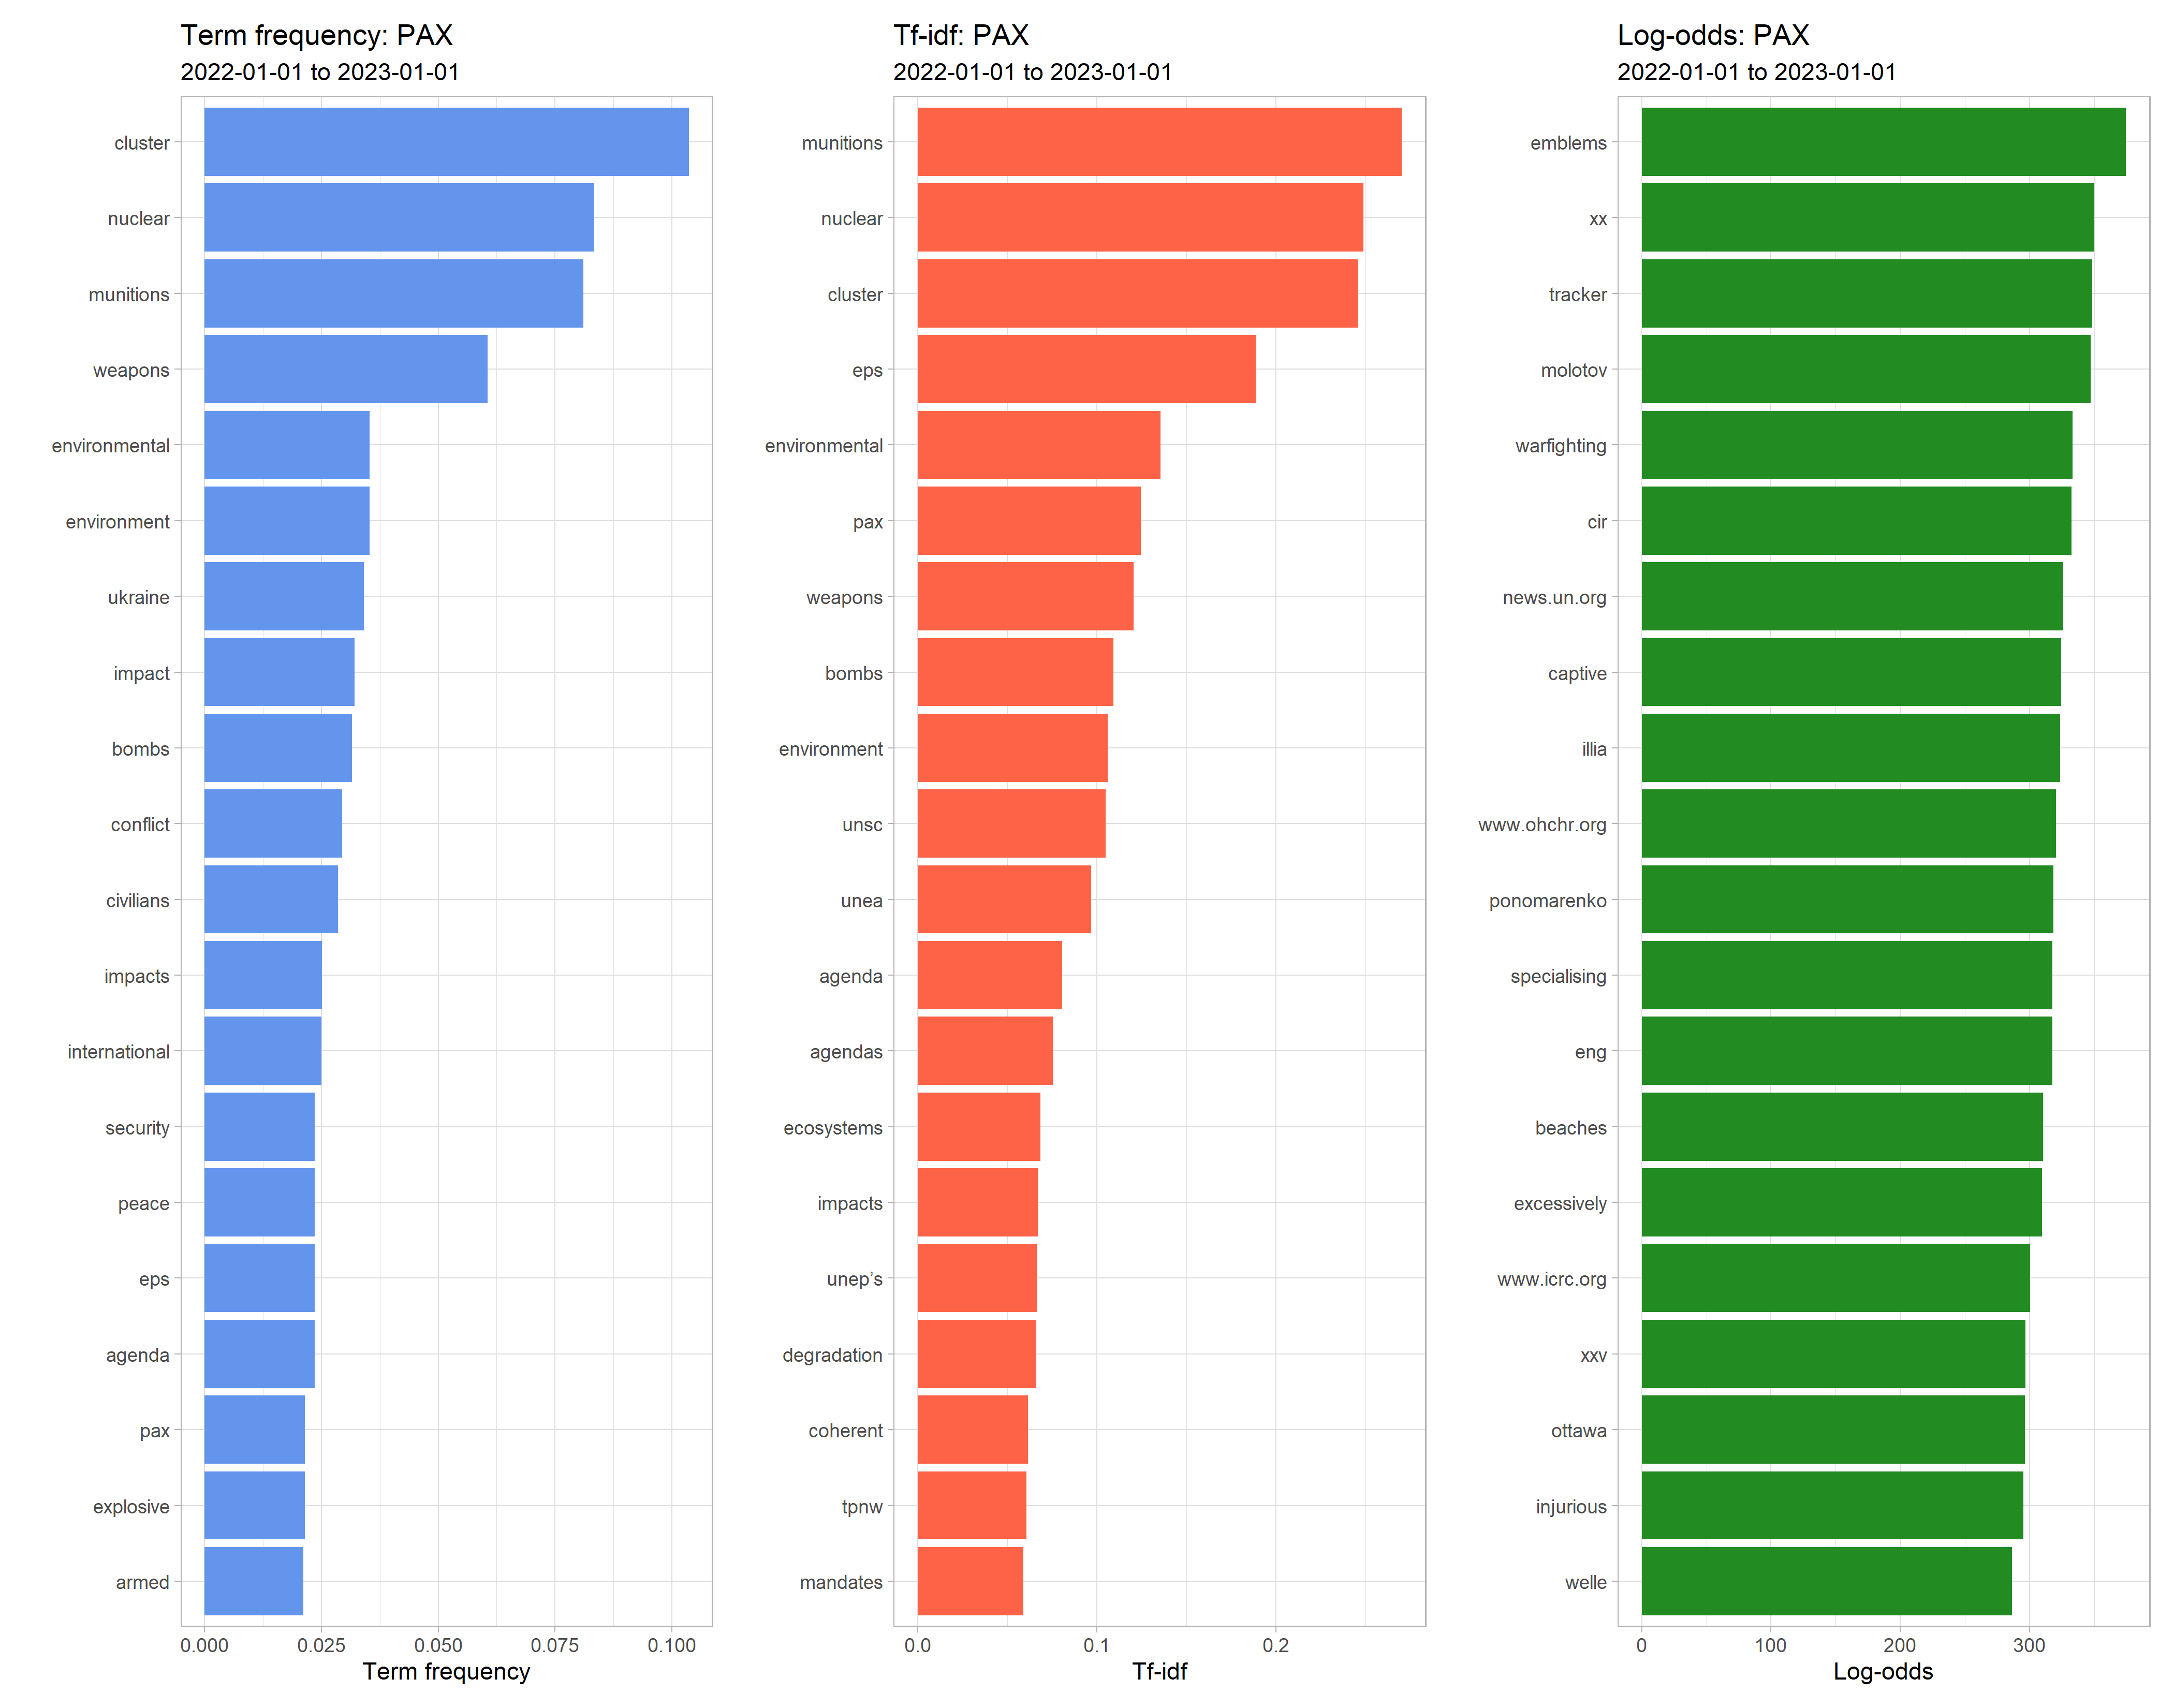 Term frequency: PAX
2022-01-01 to 2023-01-01
cluster
nuclear
munitions
weapons
environmental
environment
ukraine
impact
bombs
conflict
civilians
impacts
international
security
peace
eps
agenda
pax
explosive
armed
0.000 0.025 0.050 0.075 0.100
Term frequency
Tf-idf: PAX
2022-01-01 to 2023-01-01
munitions
nuclear
cluster
eps
environmental
pax
weapons
bombs
environment
unsc
unea
agenda
agendas
ecosystems
impacts
unep’s
degradation
coherent
tpnw
mandates
0.0 0.1 0.2
Tf-idf
Log-odds: PAX
2022-01-01 to 2023-01-01
emblems
xx
tracker
molotov
warfighting
cir
news.un.org
captive
illia
www.ohchr.org
ponomarenko
specialising
eng
beaches
excessively
www.icrc.org
xxv
ottawa
injurious
welle
0 100 200 300
Log-odds